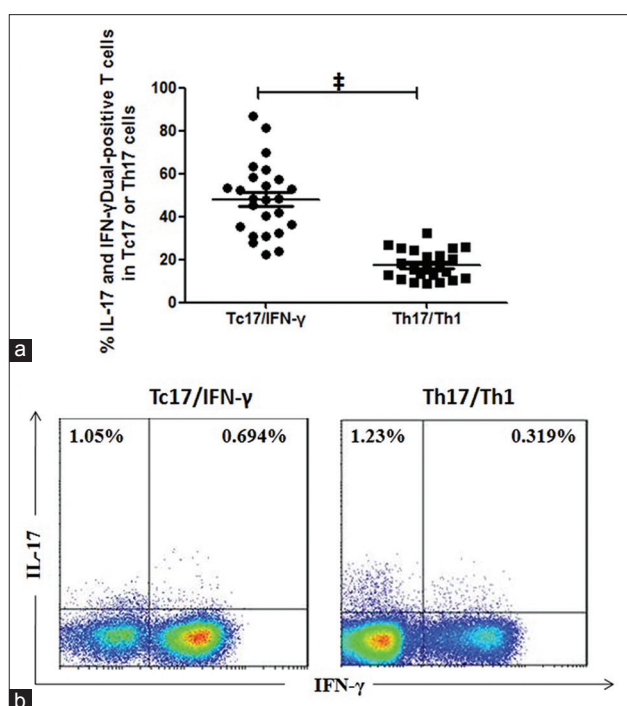 % IL-17 and IFN-γDual-positive T cells
in Tc17 or Th17 cells
‡
100
80
60
40
20
0
Tc17/IFN-γ Th17/Th1
a
Tc17/IFN-γ Th17/Th1
1.05% 0.694% 1.23% 0.319%
IL-17
IFN-γ
b